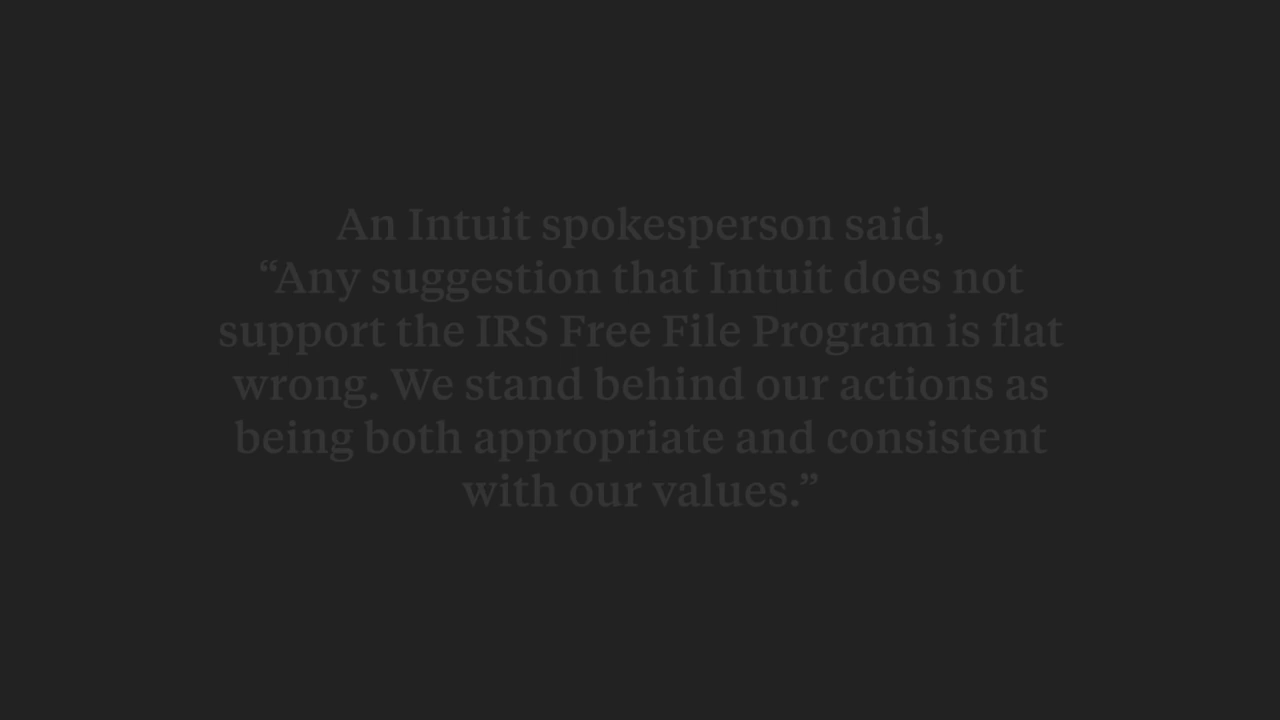 An Intuit spokesperson said,
“Any suggestion that Intuit does not
support the IRS Free File Program is flat
wrong. We stand behind our actions as
being both appropriate and consistent
with our values.”